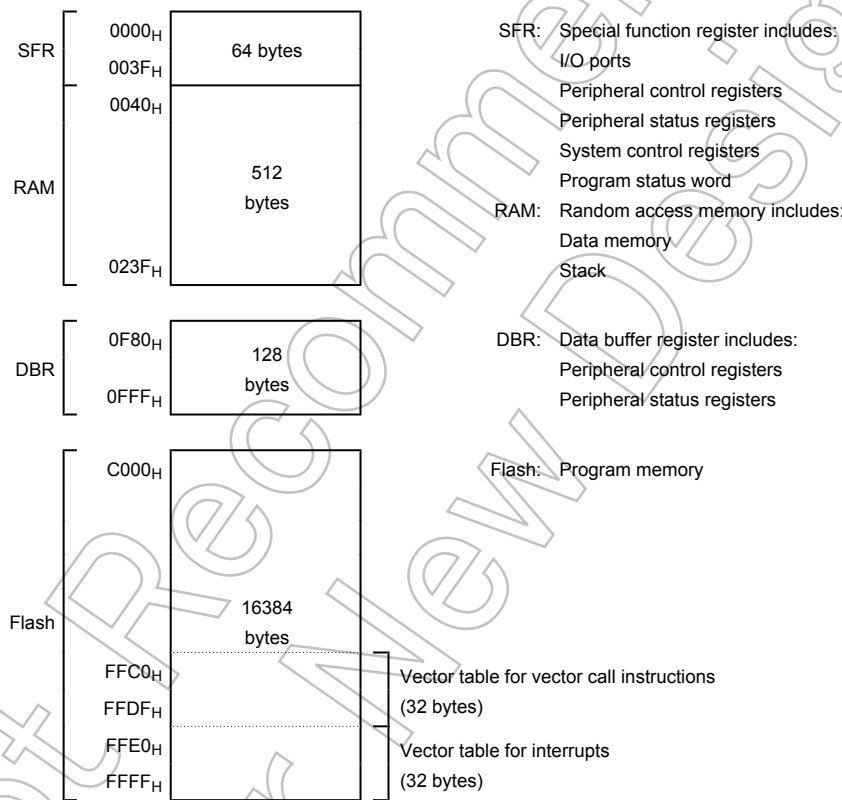 SFR
0000H
003FH
64 bytes
SFR: Special function register includes:
I/O ports
Peripheral control registers
Peripheral status registers
System control registers
Program status word
RAM
0040H
023FH
512
bytes
RAM: Random access memory includes:
Data memory
Stack
DBR
0F80H
0FFFH
128
bytes
DBR: Data buffer register includes:
Peripheral control registers
Peripheral status registers
Flash
C000H
16384
bytes
Flash: Program memory
FFC0H
FFDFH
Vector table for vector call instructions
(32 bytes)
FFE0H
FFFFH
Vector table for interrupts
(32 bytes)